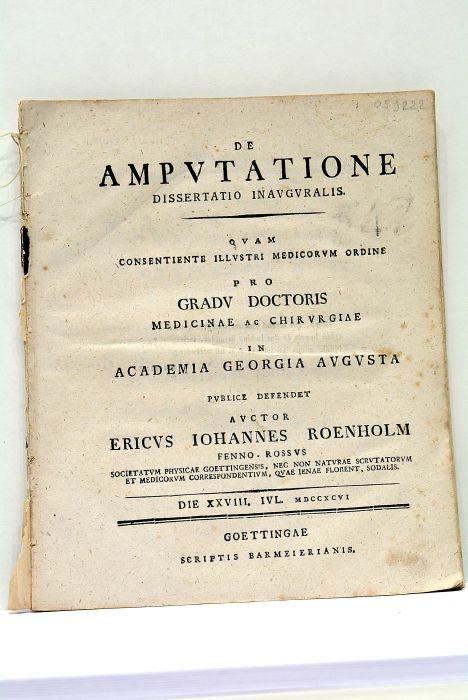 059222
DE
AMPVTATIONE
DISSERTATIO INAVGVRALIS.
47
QVAM
CONSENTIENTE ILLVSTRI MEDICORVM ORDINE
PRO
GRADV DOCTORIS
MEDICINAE AC CHIRVRGIAE
IN
ACADEMIA GEORGIA AVGVSTA
PVBLICE DEFENDET
AVCTOR
ERICVS IOHANNES ROENHOLM
FENNO-ROSSVS
SOCIETATVM PHYSICAE GOETTINGENSIS, NEC NON NATVRAE SCRVTATORVM
ET MEDICORVM CORRESPONDENTIVM, QVAE IENAE FLORENT, SODALIS.
DIE XXVIII. IVL. MDCCXCVI
GOETTINGAE
SCRIPTIS BARMEIERIANIS.